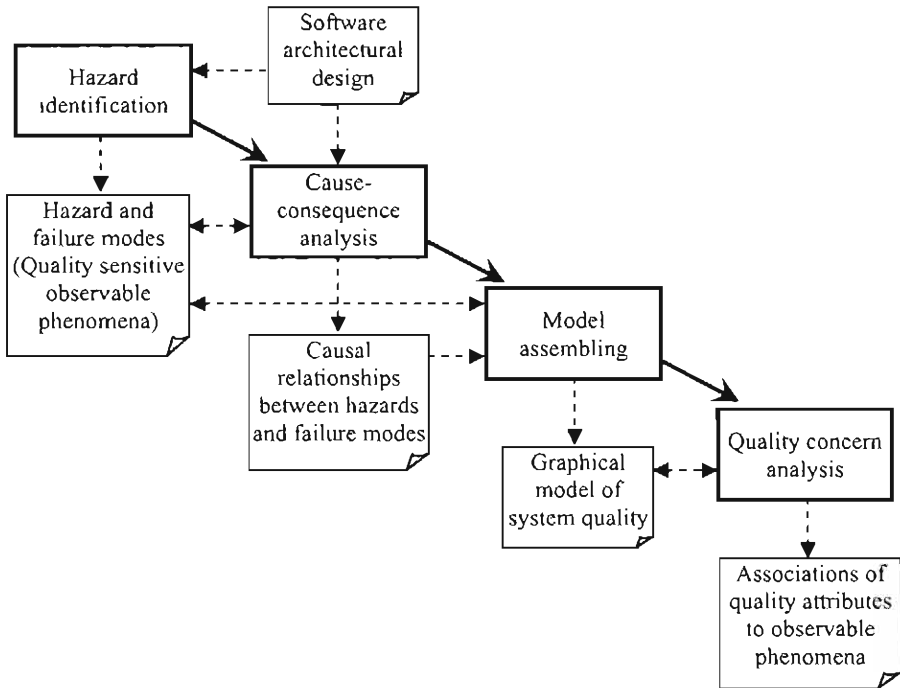 Software
architectural
design
Hazard
identification
Cause-
consequence
analysis
Hazard and
failure modes
(Quality sensitive
observable
phenomena)
Model
assembling
Causal
relationships
between hazards
and failure modes
Quality concern
analysis
Graphical
model of
system quality
Associations of
quality attributes
to observable
phenomena